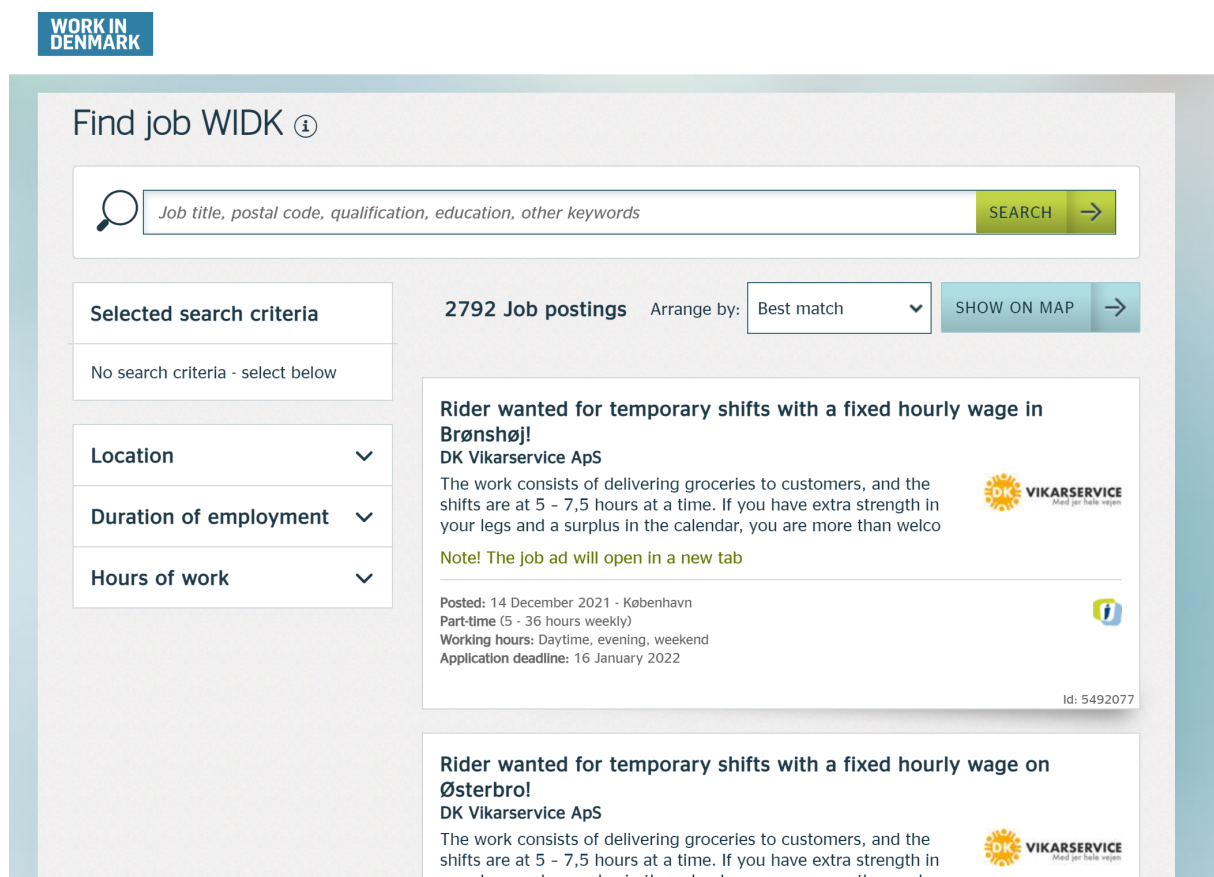 WORK IN
DENMARK
Find job WIDK
Job title, postal code, qualification, education, other keywords
SEARCH
Selected search criteria
No search criteria - select below
Location
Duration of employment
Hours of work
2792 Job postings
Arrange by:
Best match
SHOW ON MAP
Rider wanted for temporary shifts with a fixed hourly wage in
Brønshøj!
DK Vikarservice ApS
The work consists of delivering groceries to customers, and the
shifts are at 5 – 7,5 hours at a time. If you have extra strength in
your legs and a surplus in the calendar, you are more than welco
DK VIKARSERVICE
Med jer hele vejen
Note! The job ad will open in a new tab
Posted: 14 December 2021 - København
Part-time (5 - 36 hours weekly)
Working hours: Daytime, evening, weekend
Application deadline: 16 January 2022
Id: 5492077
Rider wanted for temporary shifts with a fixed hourly wage on
Østerbro!
DK Vikarservice ApS
The work consists of delivering groceries to customers, and the
shifts are at 5 – 7,5 hours at a time. If you have extra strength in
DK VIKARSERVICE
Med jer hele vejen